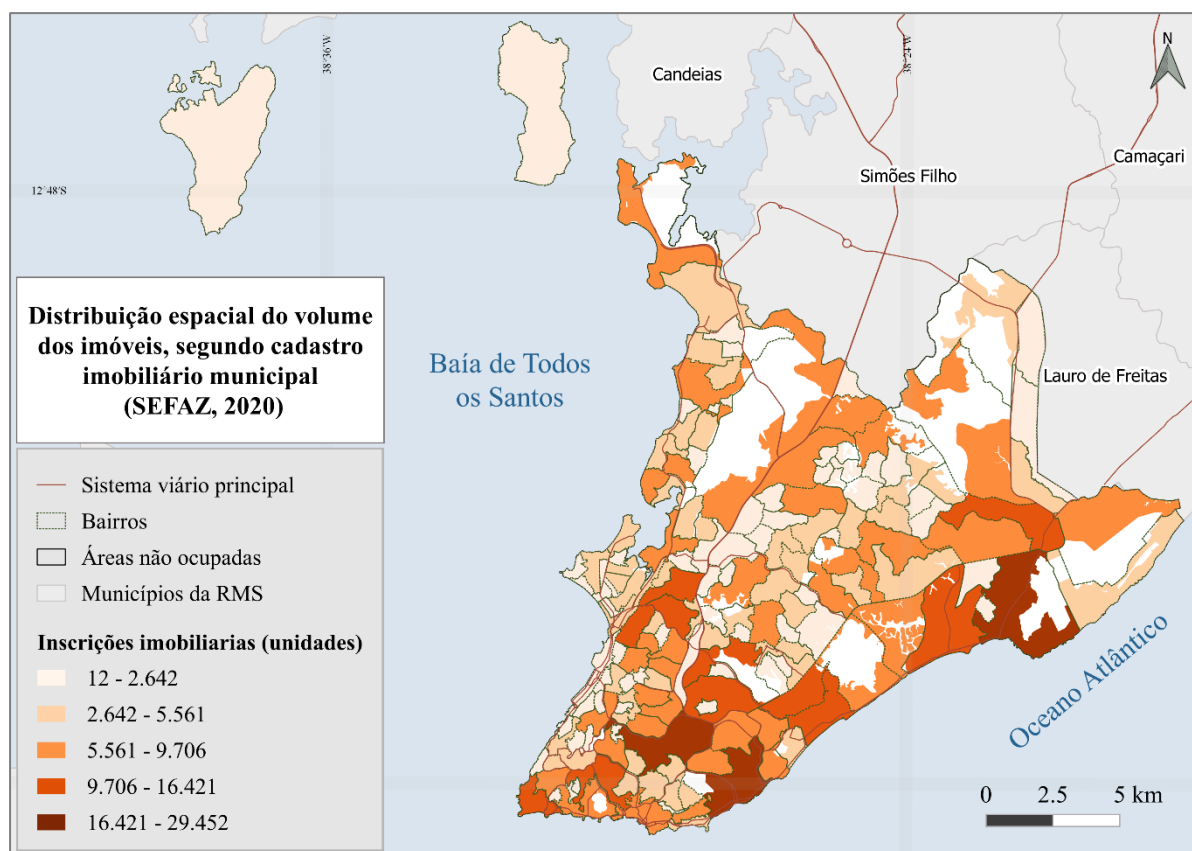 38°36'W
38°24'W
N
Candeias
Camaçari
Simões Filho
12°48'S
Lauro de Freitas
Distribuição espacial do volume
dos imóveis, segundo cadastro
imobiliário municipal
(SEFAZ, 2020)
Baía de Todos
os Santos
Oceano Atlântico
Sistema viário principal
Bairros
Áreas não ocupadas
Municípios da RMS
Inscrições imobiliarias (unidades)
12 - 2.642
2.642 - 5.561
5.561 - 9.706
9.706 - 16.421
16.421 - 29.452
0 2.5 5 km